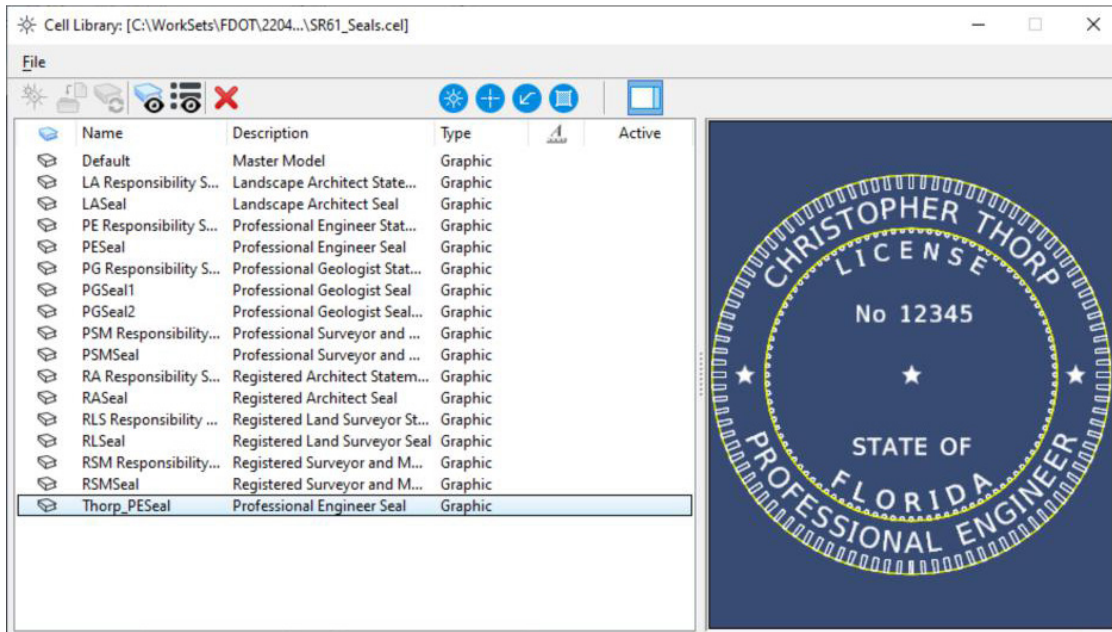 Cell Library: [C:\WorkSets\FDOT\2204...\SR61_Seals.cel]
File
Name Description Type Active
Default Master Model Graphic
LA Responsibility S... Landscape Architect State... Graphic
LASeal Landscape Architect Seal Graphic
PE Responsibility S... Professional Engineer Stat... Graphic
PESeal Professional Engineer Seal Graphic
PG Responsibility S... Professional Geologist Stat... Graphic
PGSeal1 Professional Geologist Seal Graphic
PGSeal2 Professional Geologist Seal... Graphic
PSM Responsibility... Professional Surveyor and ... Graphic
PSMSeal Professional Surveyor and ... Graphic
RA Responsibility S... Registered Architect Statem... Graphic
RASeal Registered Architect Seal Graphic
RLS Responsibility ... Registered Land Surveyor St... Graphic
RLSeal Registered Land Surveyor Seal Graphic
RSM Responsibility... Registered Surveyor and M... Graphic
RSMSeal Registered Surveyor and M... Graphic
Thorp_PESeal Professional Engineer Seal Graphic
CHRISTOPHER THORP
LICENSE
No 12345
STATE OF
FLORIDA
PROFESSIONAL ENGINEER